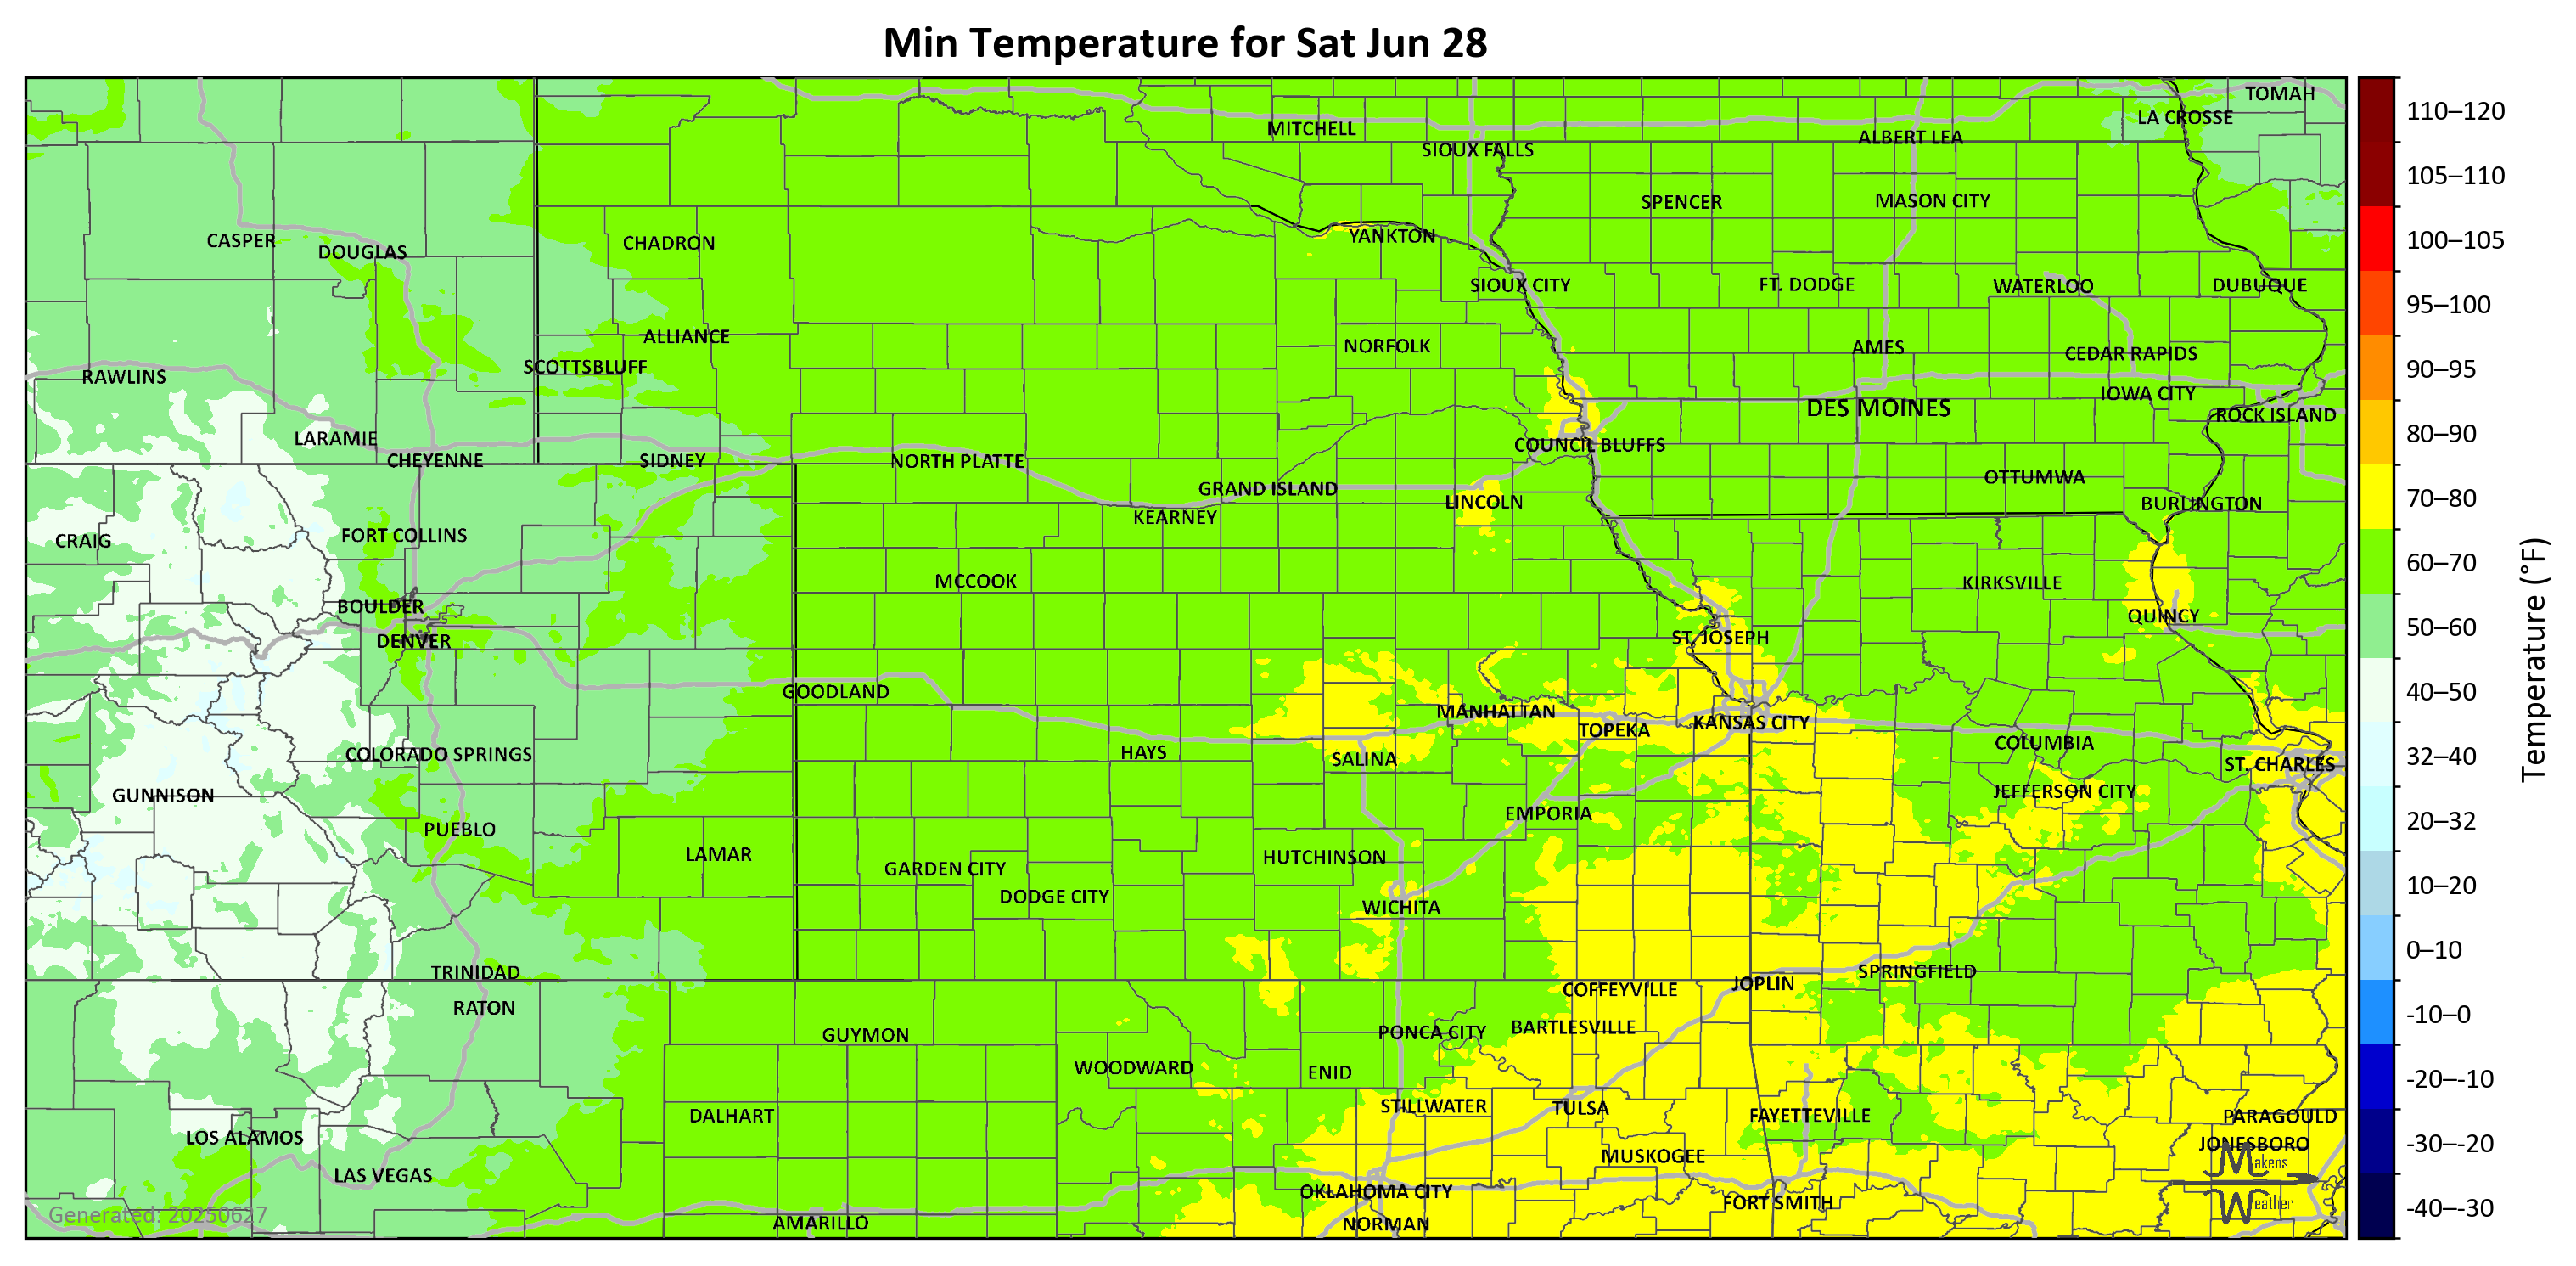 Min Temperature for Sat Jun 28
TOMAH
LA CROSSE
MITCHELL
ALBERT LEA
SIOUX FALLS
SPENCER
MASON CITY
CASPER
DOUGLAS
CHADRON
YANKTON
SIOUX CITY
FT. DODGE
WATERLOO
DUBUQUE
ALLIANCE
NORFOLK
AMES
CEDAR RAPIDS
SCOTTSBLUFF
RAWLINS
IOWA CITY
DES MOINES
ROCK ISLAND
LARAMIE
COUNCIL BLUFFS
CHEYENNE
SIDNEY
NORTH PLATTE
OTTUMWA
GRAND ISLAND
LINCOLN
BURLINGTON
KEARNEY
CRAIG
FORT COLLINS
MCCOOK
KIRKSVILLE
BOULDER
QUINCY
DENVER
ST. JOSEPH
GOODLAND
MANHATTAN
TOPEKA
KANSAS CITY
COLORADO SPRINGS
HAYS
SALINA
COLUMBIA
ST. CHARLES
GUNNISON
JEFFERSON CITY
EMPORIA
PUEBLO
LAMAR
HUTCHINSON
GARDEN CITY
DODGE CITY
WICHITA
TRINIDAD
SPRINGFIELD
JOPLIN
COFFEYVILLE
RATON
GUYMON
PONCA CITY
BARTLESVILLE
WOODWARD
ENID
DALHART
STILLWATER
TULSA
FAYETTEVILLE
PARAGOULD
LOS ALAMOS
JONESBORO
LAS VEGAS
MUSKOGEE
OKLAHOMA CITY
FORT SMITH
AMARILLO
NORMAN
Generated: 20250627
Makens
Weather
110–120
105–110
100–105
95–100
90–95
80–90
70–80
60–70
50–60
40–50
32–40
20–32
10–20
0–10
-10–0
-20–-10
-30–-20
-40–-30
Temperature (°F)